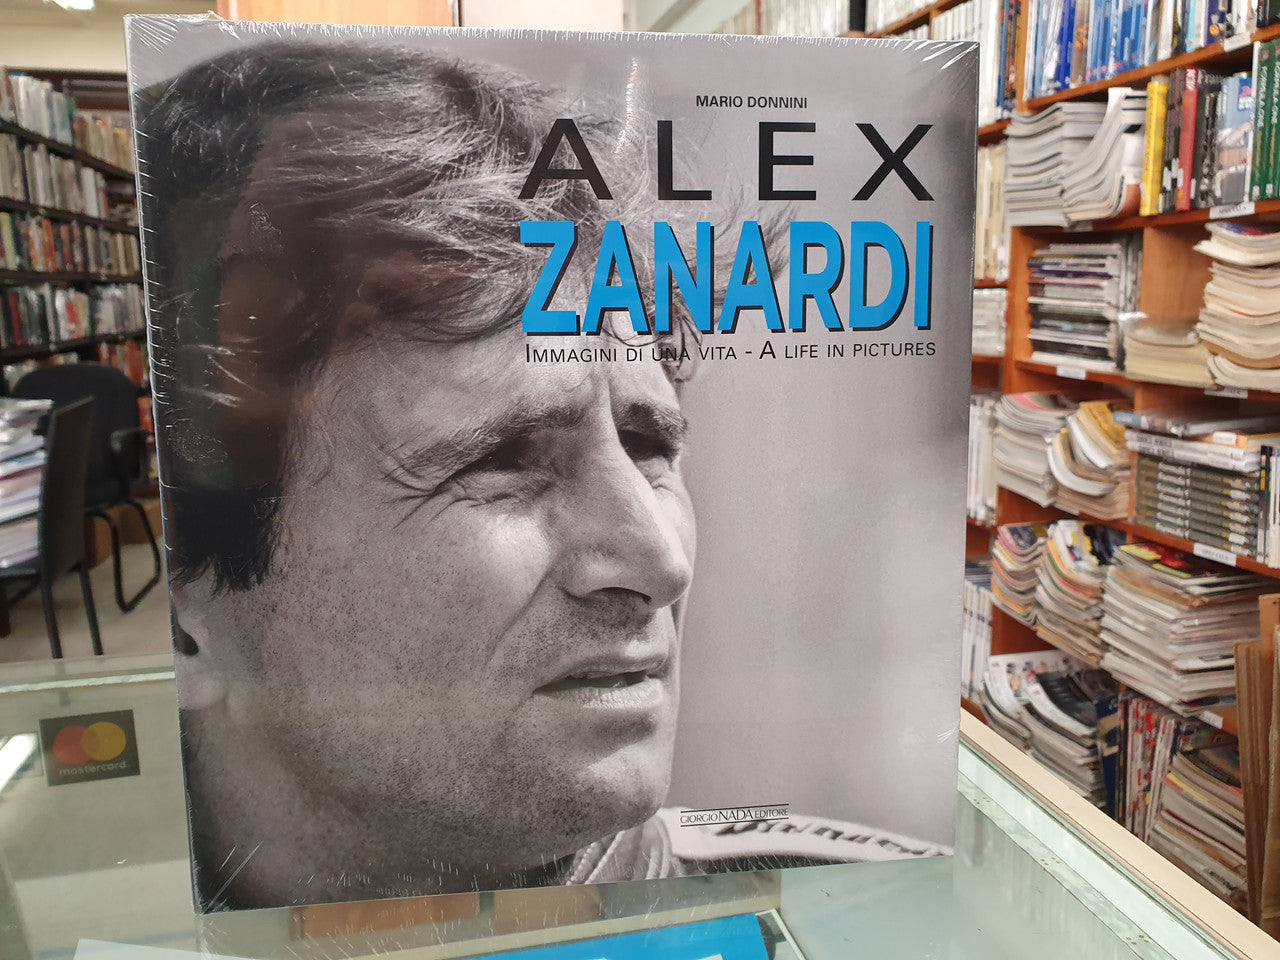 MARIO DONNINI
ALEX
ZANARDI
IMMAGINI DI UNA VITA - A LIFE IN PICTURES
GIORGIO NADA EDITORE
mastercard.